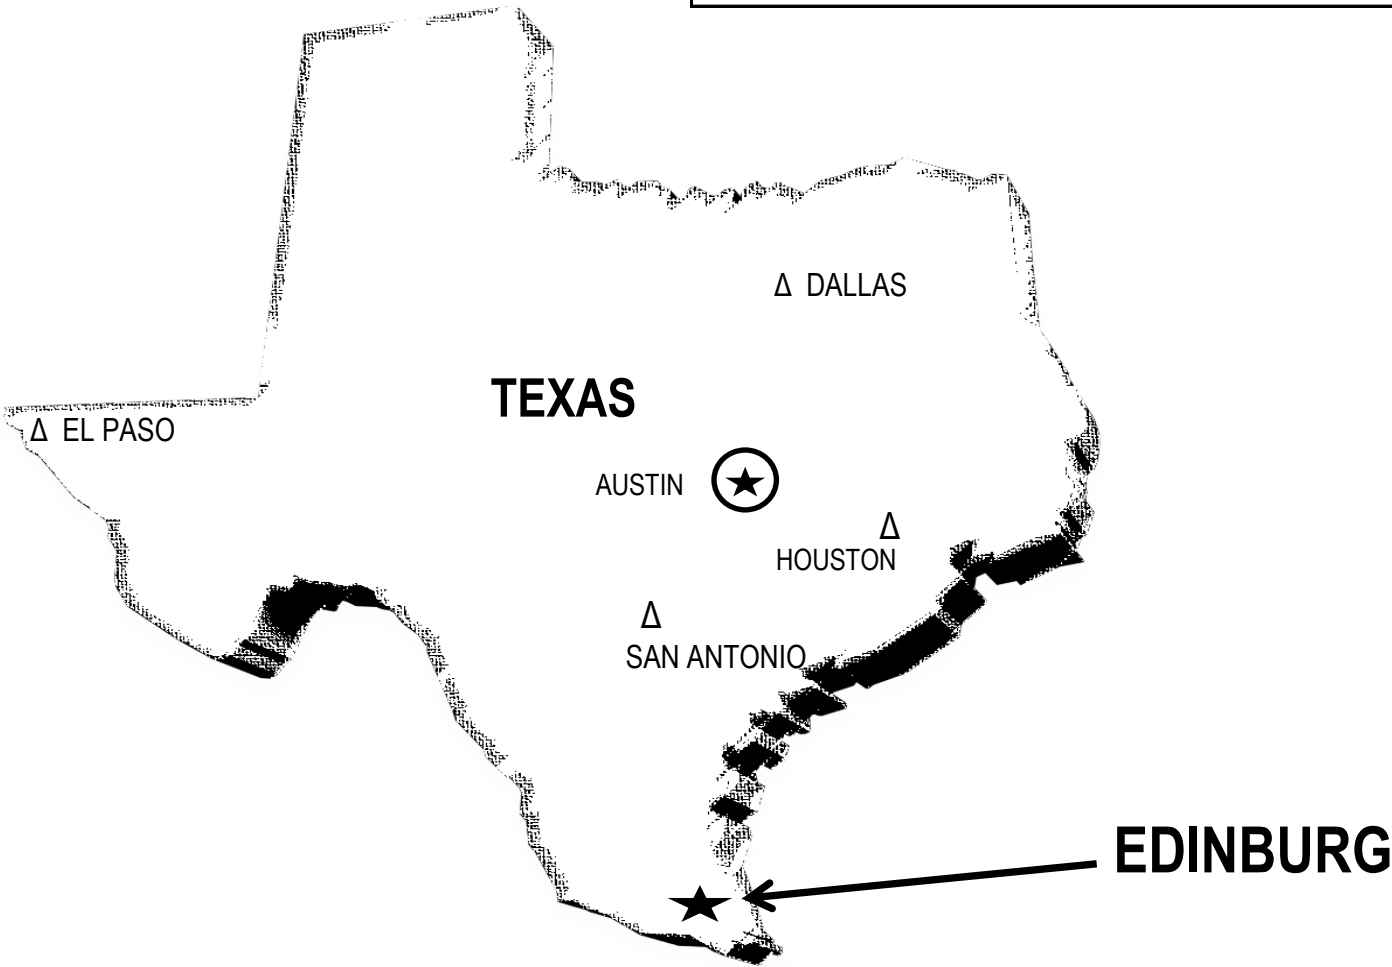 Δ DALLAS
TEXAS
Δ EL PASO
AUSTIN
Δ
HOUSTON
Δ
SAN ANTONIO
EDINBURG